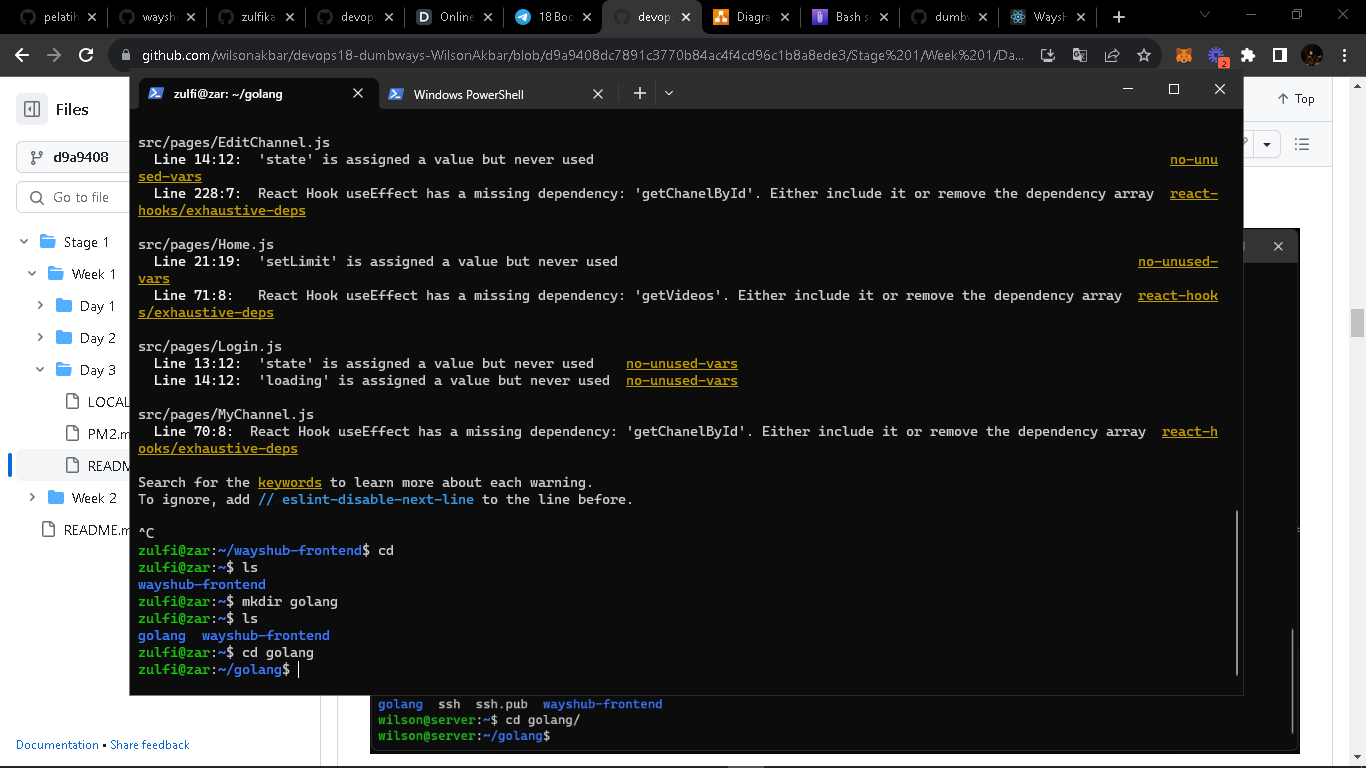 pelatih
waysh
zulfika
devop
Online
18 Boo
devop
Diagra
Bash s
dumbw
WaysH
github.com/wilsonakbar/devops18-dumbways-WilsonAkbar/blob/d9a9408dc7891c3770b84ac4f4cd96c1b8a8ede3/Stage%201/Week%201/Da...
2
zulfi@zar: ~/golang
Windows PowerShell
Files
Top
d9a9408
Go to file
Stage 1
Week 1
Day 1
Day 2
Day 3
LOCAL
PM2.m
READM
Week 2
README.m
Documentation • Share feedback
src/pages/EditChannel.js
Line 14:12:  'state' is assigned a value but never used  no-unu
sed-vars
Line 228:7:  React Hook useEffect has a missing dependency: 'getChanelById'. Either include it or remove the dependency array  react-
hooks/exhaustive-deps
src/pages/Home.js
Line 21:19:  'setLimit' is assigned a value but never used  no-unused-
vars
Line 71:8:   React Hook useEffect has a missing dependency: 'getVideos'. Either include it or remove the dependency array  react-hook
s/exhaustive-deps
src/pages/Login.js
Line 13:12:  'state' is assigned a value but never used    no-unused-vars
Line 14:12:  'loading' is assigned a value but never used  no-unused-vars
src/pages/MyChannel.js
Line 70:8:  React Hook useEffect has a missing dependency: 'getChanelById'. Either include it or remove the dependency array  react-h
ooks/exhaustive-deps
Search for the keywords to learn more about each warning.
To ignore, add // eslint-disable-next-line to the line before.
^C
zulfi@zar:~/wayshub-frontend$ cd
zulfi@zar:~$ ls
wayshub-frontend
zulfi@zar:~$ mkdir golang
zulfi@zar:~$ ls
golang  wayshub-frontend
zulfi@zar:~$ cd golang
zulfi@zar:~/golang$
golang  ssh  ssh.pub  wayshub-frontend
wilson@server:~$ cd golang/
wilson@server:~/golang$